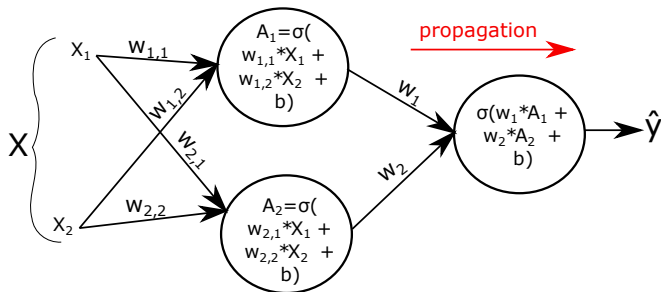 X
X₁
X₂
w₁,₁
w₁,₂
w₂,₁
w₂,₂
A₁=σ(
w₁,₁*X₁ +
w₁,₂*X₂ +
b)
A₂=σ(
w₂,₁*X₁ +
w₂,₂*X₂ +
b)
propagation
w₁
w₂
σ(w₁*A₁ +
w₂*A₂ +
b)
ŷ